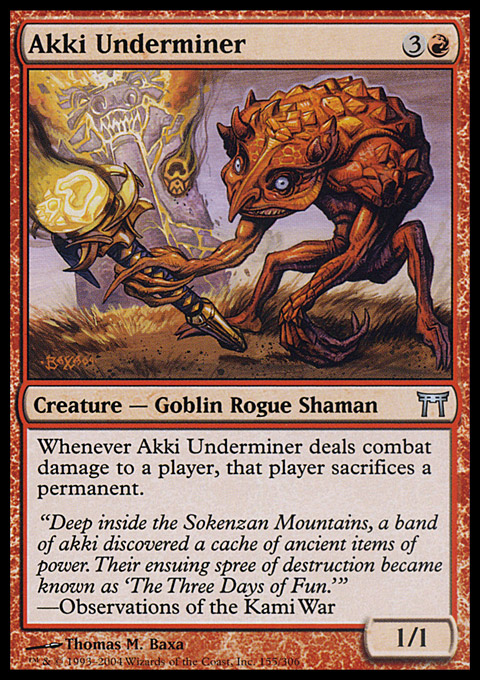 Akki Underminer 3
BAXA04
Creature — Goblin Rogue Shaman
Whenever Akki Underminer deals combat
damage to a player, that player sacrifices a
permanent.
“Deep inside the Sokenzan Mountains, a band
of akki discovered a cache of ancient items of
power. Their ensuing spree of destruction became
known as ‘The Three Days of Fun.’”
—Observations of the Kami War
Thomas M. Baxa
1/1
™ & © 1993–2004 Wizards of the Coast, Inc. 155/306